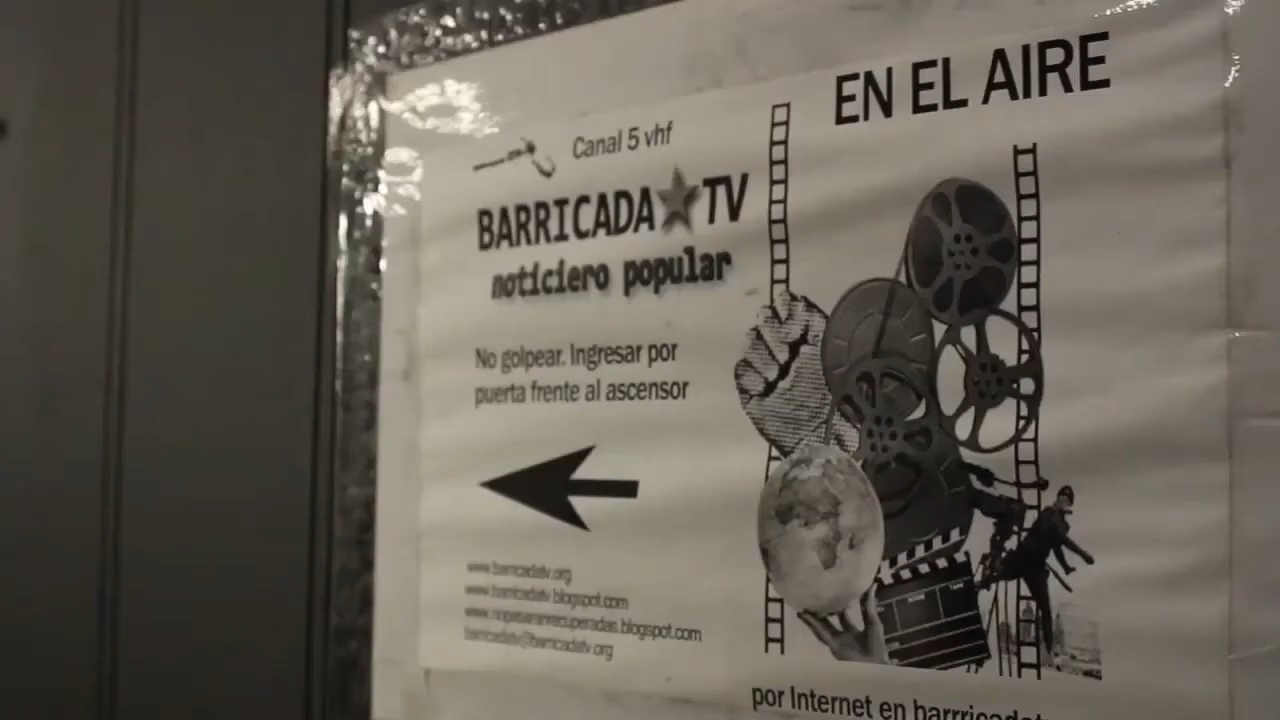 EN EL AIRE
Canal 5 vhf
BARRICADA TV
noticiero popular
No golpear. Ingresar por
puerta frente al ascensor
www.barricadatv.org
www.barricadatv.blogspot.com
barricadatv@barricadatv.org
por Internet en